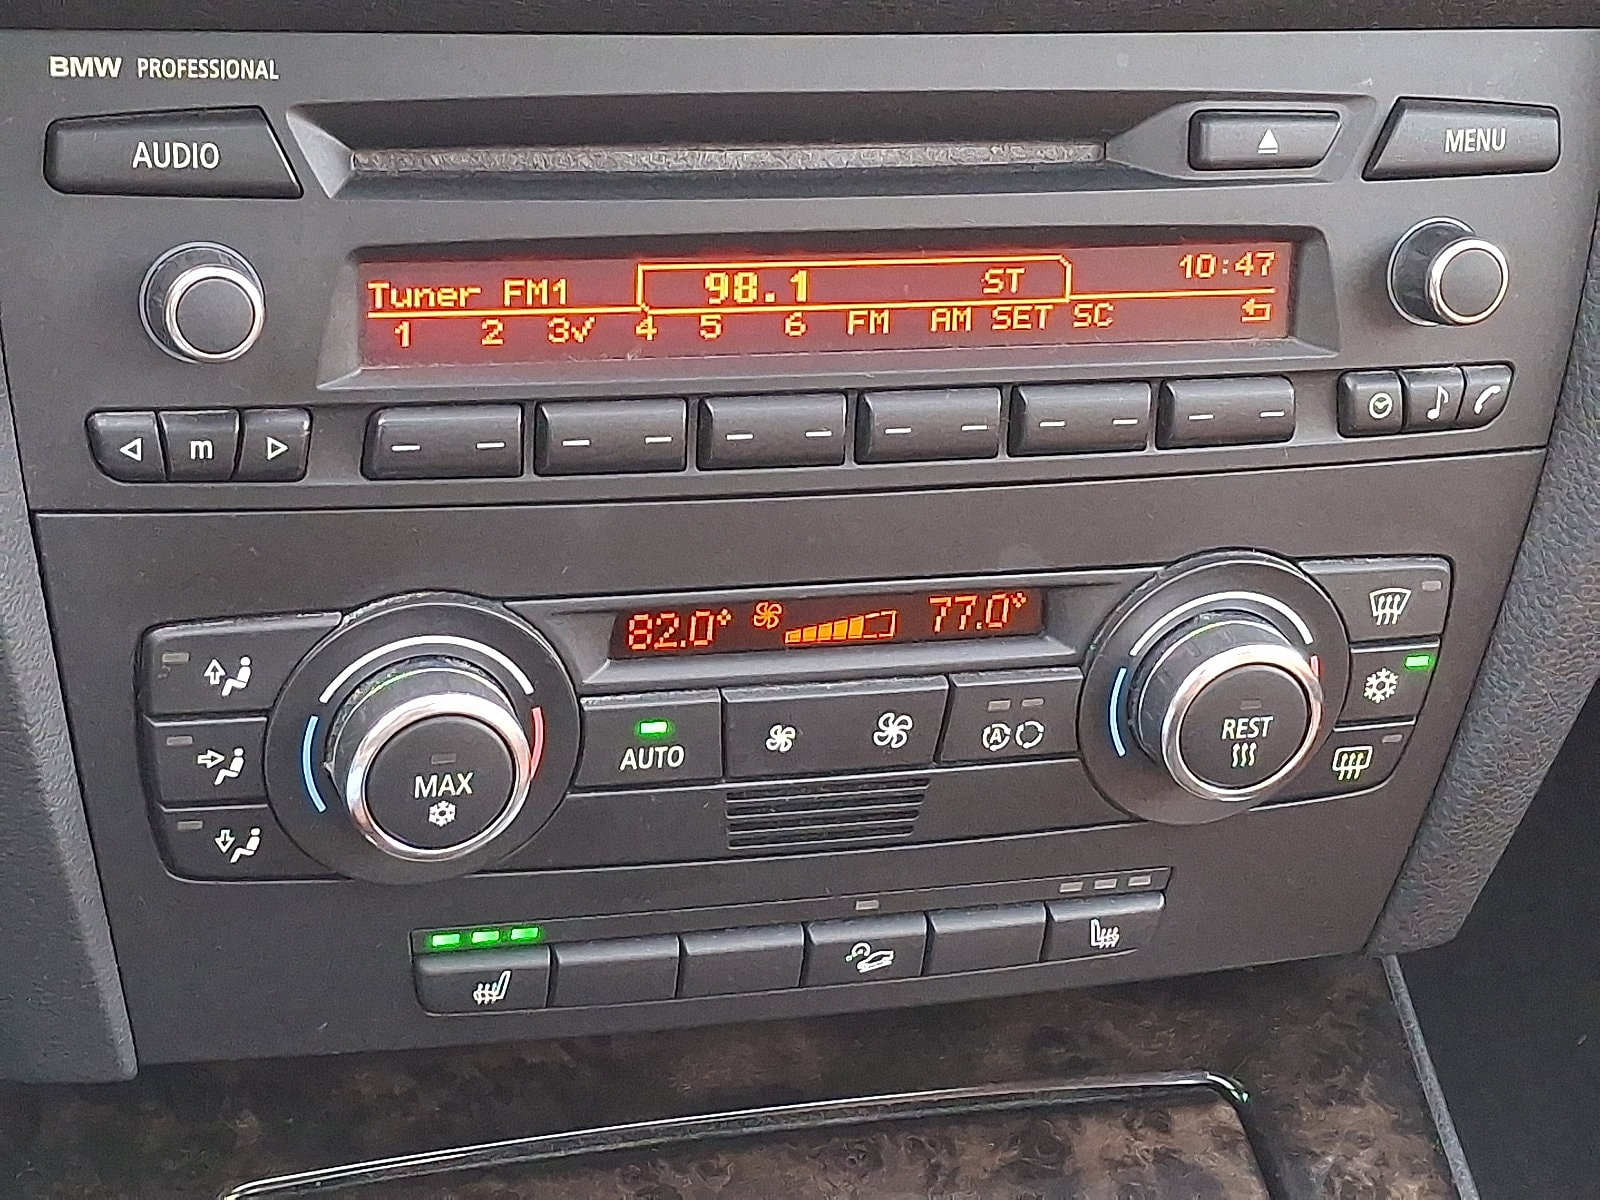 BMW PROFESSIONAL
AUDIO
MENU
Tuner FM1 98.1 ST 10:47
1 2 3✓ 4 5 6 FM AM SET SC
m
82.0° 77.0°
MAX
AUTO
A
REST